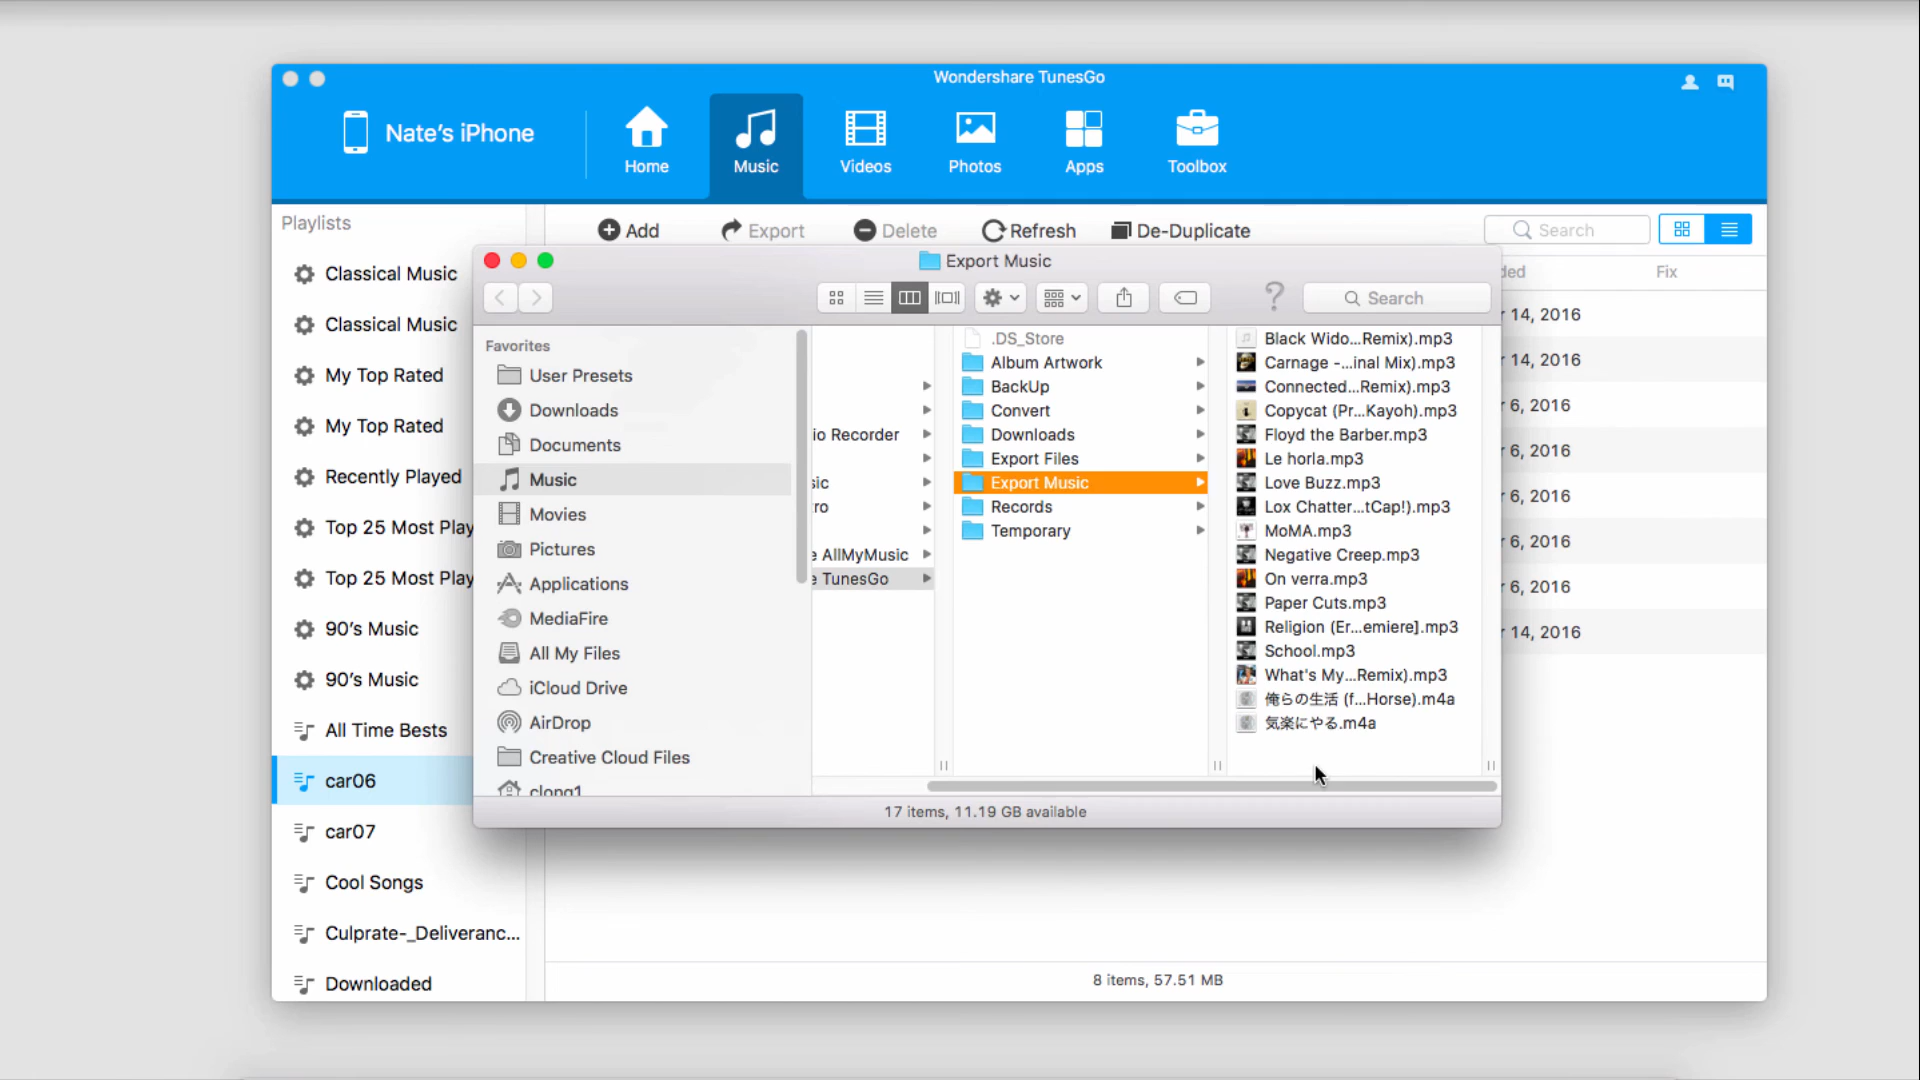 Wondershare TunesGo
Nate's iPhone
Home
Music
Videos
Photos
Apps
Toolbox
Playlists
Add
Export
Delete
Refresh
De-Duplicate
Search
Classical Music
Classical Music
My Top Rated
My Top Rated
Recently Played
Top 25 Most Play
Top 25 Most Play
90's Music
90's Music
All Time Bests
car06
car07
Cool Songs
Culprate-_Deliveranc...
Downloaded
Export Music
Search
Favorites
User Presets
Downloads
Documents
Music
Movies
Pictures
Applications
MediaFire
All My Files
iCloud Drive
AirDrop
Creative Cloud Files
clong1
io Recorder
sic
ro
e AllMyMusic
e TunesGo
.DS_Store
Album Artwork
BackUp
Convert
Downloads
Export Files
Export Music
Records
Temporary
Black Wido...Remix).mp3
Carnage -...inal Mix).mp3
Connected...Remix).mp3
Copycat (Pr...Kayoh).mp3
Floyd the Barber.mp3
Le horla.mp3
Love Buzz.mp3
Lox Chatter...tCap!).mp3
MoMA.mp3
Negative Creep.mp3
On verra.mp3
Paper Cuts.mp3
Religion (Er...emiere].mp3
School.mp3
What's My...Remix).mp3
俺らの生活 (f...Horse).m4a
気楽にやる.m4a
17 items, 11.19 GB available
ded
Fix
r 14, 2016
r 14, 2016
r 6, 2016
r 6, 2016
r 6, 2016
r 6, 2016
r 6, 2016
r 14, 2016
8 items, 57.51 MB